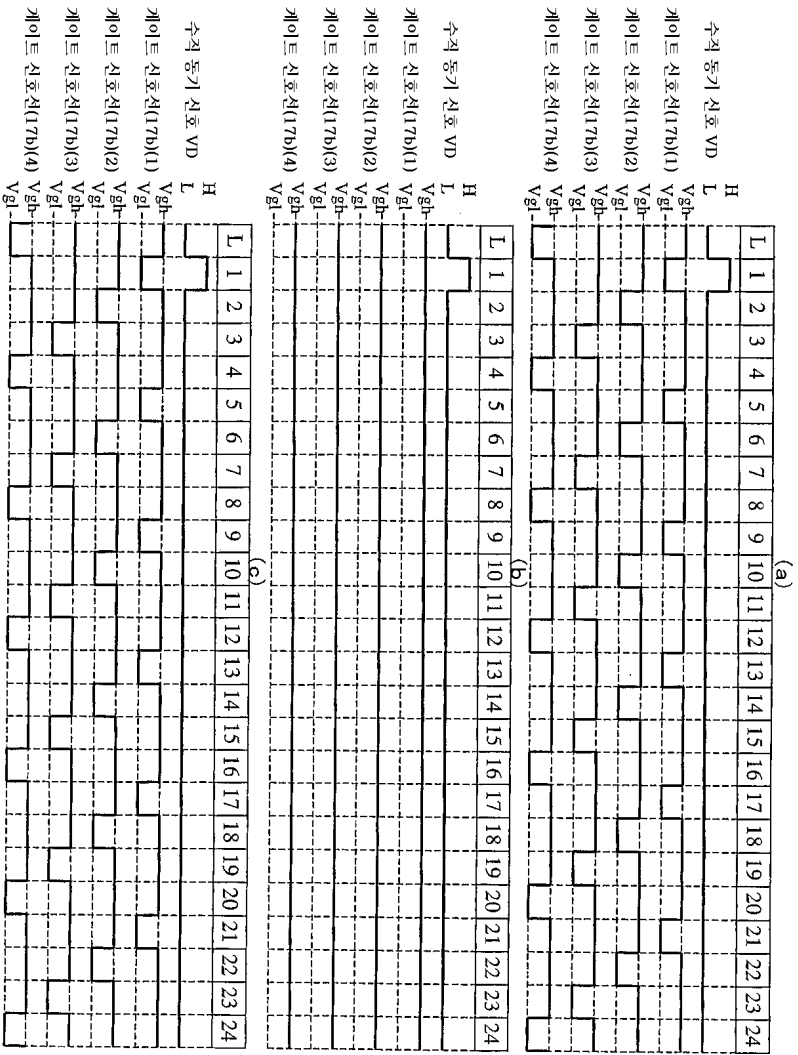 (a)
L 1 2 3 4 5 6 7 8 9 10 11 12 13 14 15 16 17 18 19 20 21 22 23 24
H
수직 동기 신호 VD L
Vgh
게이트 신호선(17b)(1) Vgl
Vgh
게이트 신호선(17b)(2) Vgl
Vgh
게이트 신호선(17b)(3) Vgl
Vgh
게이트 신호선(17b)(4) Vgl
(b)
L 1 2 3 4 5 6 7 8 9 10 11 12 13 14 15 16 17 18 19 20 21 22 23 24
H
수직 동기 신호 VD L
Vgh
게이트 신호선(17b)(1) Vgl
Vgh
게이트 신호선(17b)(2) Vgl
Vgh
게이트 신호선(17b)(3) Vgl
Vgh
게이트 신호선(17b)(4) Vgl
(c)
L 1 2 3 4 5 6 7 8 9 10 11 12 13 14 15 16 17 18 19 20 21 22 23 24
H
수직 동기 신호 VD L
Vgh
게이트 신호선(17b)(1) Vgl
Vgh
게이트 신호선(17b)(2) Vgl
Vgh
게이트 신호선(17b)(3) Vgl
Vgh
게이트 신호선(17b)(4) Vgl